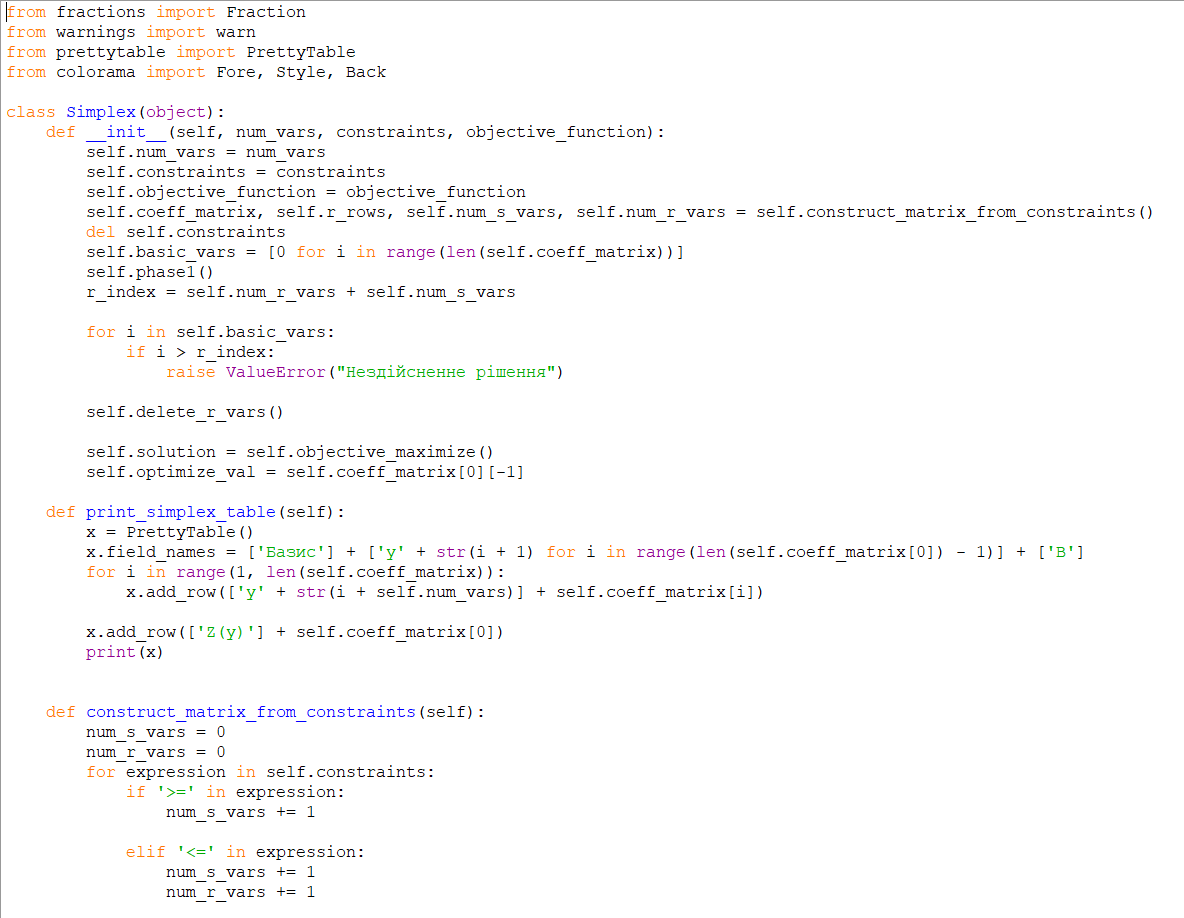 from fractions import Fraction
from warnings import warn
from prettytable import PrettyTable
from colorama import Fore, Style, Back
class Simplex(object):
    def __init__(self, num_vars, constraints, objective_function):
        self.num_vars = num_vars
        self.constraints = constraints
        self.objective_function = objective_function
        self.coeff_matrix, self.r_rows, self.num_s_vars, self.num_r_vars = self.construct_matrix_from_constraints()
        del self.constraints
        self.basic_vars = [0 for i in range(len(self.coeff_matrix))]
        self.phase1()
        r_index = self.num_r_vars + self.num_s_vars
        for i in self.basic_vars:
            if i > r_index:
                raise ValueError("Нездійсненне рішення")
        self.delete_r_vars()
        self.solution = self.objective_maximize()
        self.optimize_val = self.coeff_matrix[0][-1]
    def print_simplex_table(self):
        x = PrettyTable()
        x.field_names = ['Базис'] + ['y' + str(i + 1) for i in range(len(self.coeff_matrix[0]) - 1)] + ['B']
        for i in range(1, len(self.coeff_matrix)):
            x.add_row(['y' + str(i + self.num_vars)] + self.coeff_matrix[i])
        x.add_row(['Z(y)'] + self.coeff_matrix[0])
        print(x)
    def construct_matrix_from_constraints(self):
        num_s_vars = 0
        num_r_vars = 0
        for expression in self.constraints:
            if '>=' in expression:
                num_s_vars += 1
            elif '<=' in expression:
                num_s_vars += 1
                num_r_vars += 1